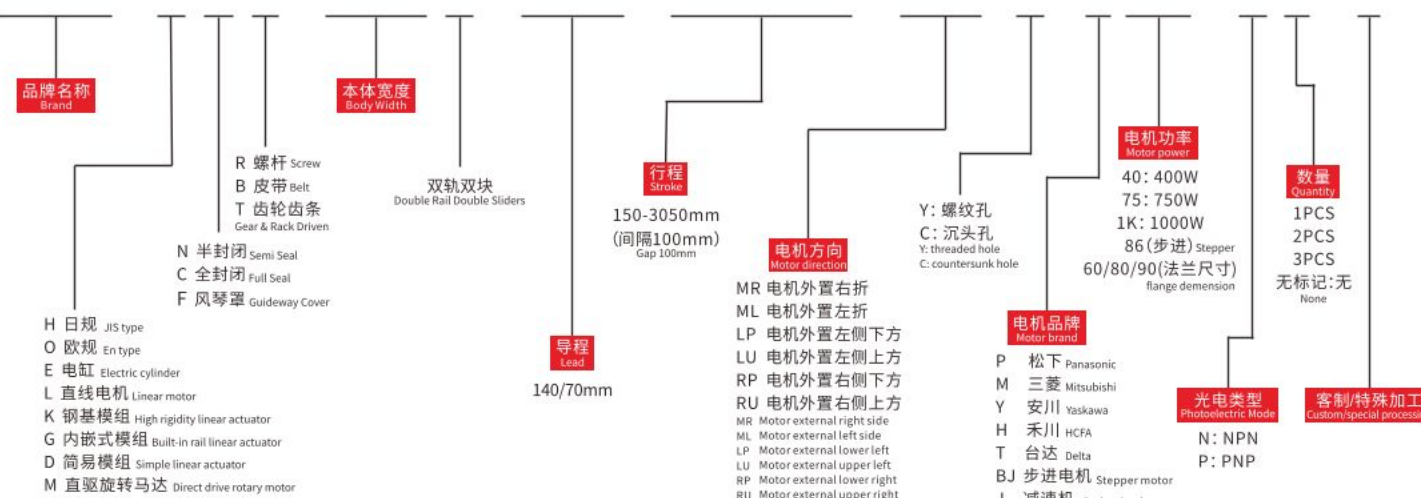 品牌名称
Brand
H 日规 JIS type
O 欧规 En type
E 电缸 Electric cylinder
L 直线电机 Linear motor
K 钢基模组 High rigidity linear actuator
G 内嵌式模组 Built-in rail linear actuator
D 简易模组 Simple linear actuator
M 直驱旋转马达 Direct drive rotary motor
N 半封闭 Semi Seal
C 全封闭 Full Seal
F 风琴罩 Guideway Cover
R 螺杆 Screw
B 皮带 Belt
T 齿轮齿条
Gear & Rack Driven
本体宽度
Body Width
双轨双块
Double Rail Double Sliders
导程
Lead
140/70mm
行程
Stroke
150-3050mm
(间隔100mm)
Gap 100mm
电机方向
Motor direction
MR 电机外置右折
ML 电机外置左折
LP 电机外置左侧下方
LU 电机外置左侧上方
RP 电机外置右侧下方
RU 电机外置右侧上方
MR Motor external right side
ML Motor external left side
LP Motor external lower left
LU Motor external upper left
RP Motor external lower right
RU Motor external upper right
Y: 螺纹孔
C: 沉头孔
Y: threaded hole
C: countersunk hole
电机品牌
Motor brand
P 松下 Panasonic
M 三菱 Mitsubishi
Y 安川 Yaskawa
H 禾川 HCFA
T 台达 Delta
BJ 步进电机 Stepper motor
J 减速机
电机功率
Motor power
40: 400W
75: 750W
1K: 1000W
86(步进) Stepper
60/80/90(法兰尺寸)
flange demension
光电类型
Photoelectric Mode
N: NPN
P: PNP
数量
Quantity
1PCS
2PCS
3PCS
无标记:无
None
客制/特殊加工
Custom/special